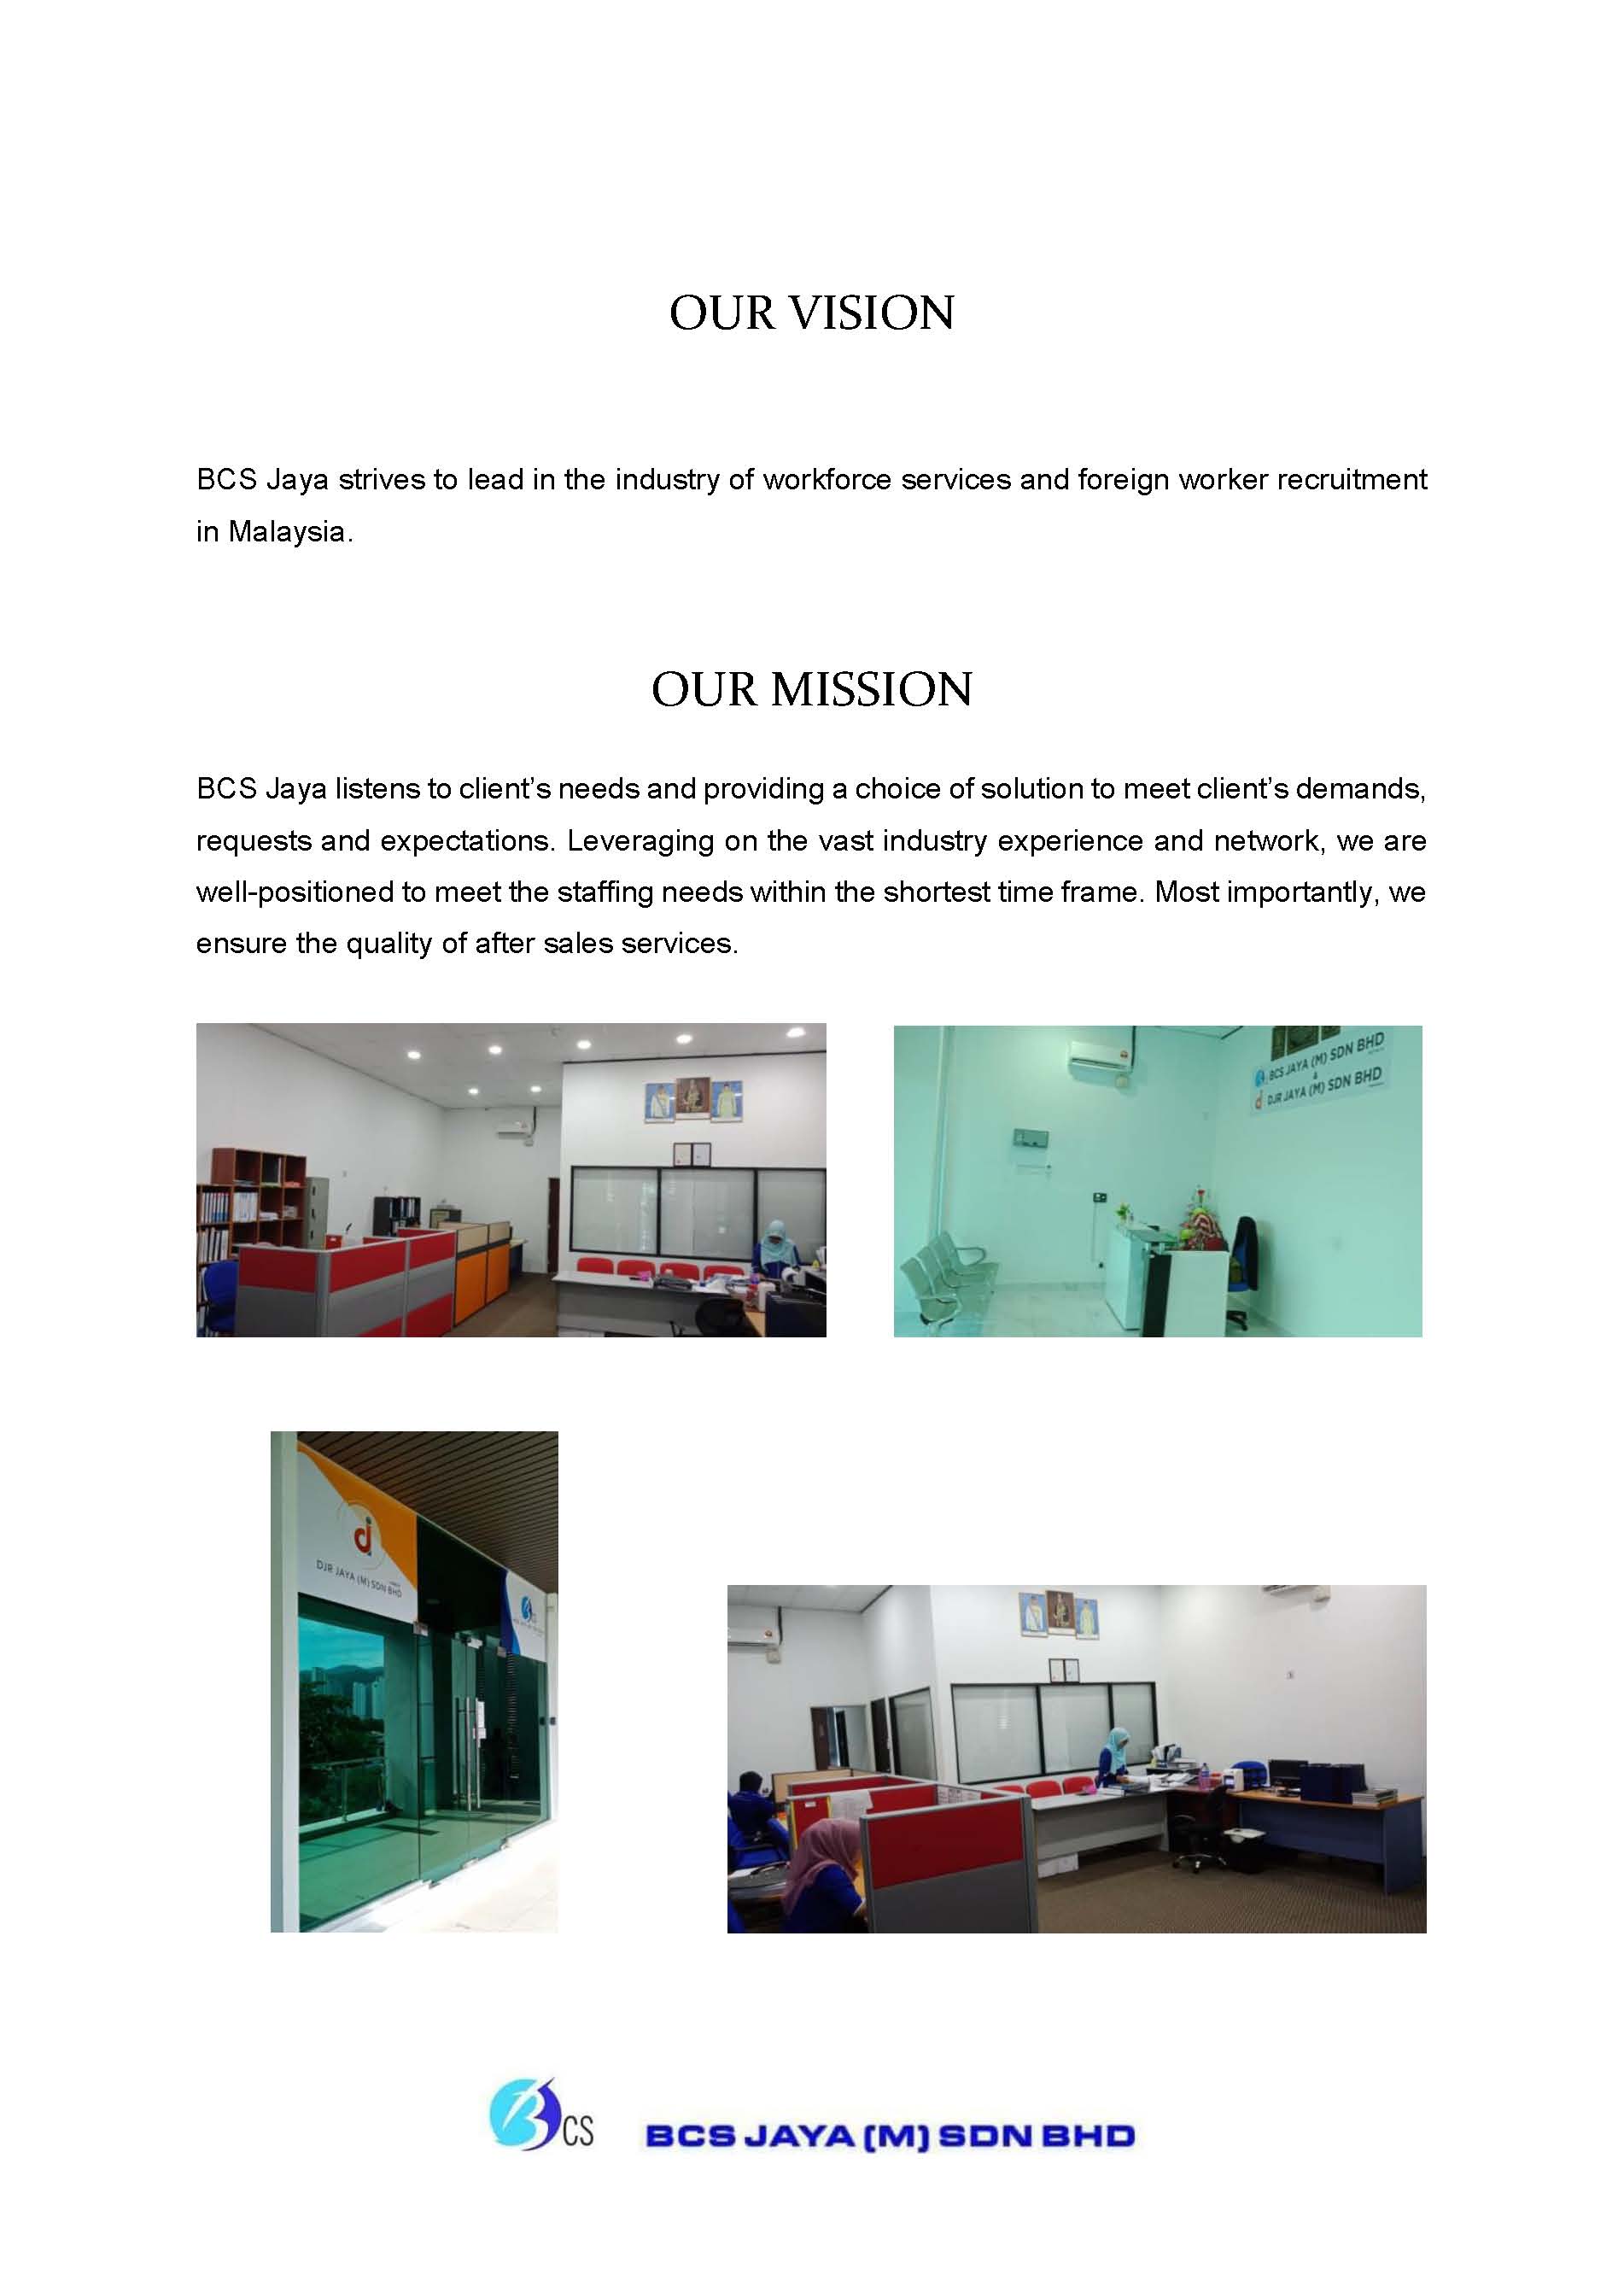 OUR VISION
BCS Jaya strives to lead in the industry of workforce services and foreign worker recruitment
in Malaysia.
OUR MISSION
BCS Jaya listens to client’s needs and providing a choice of solution to meet client’s demands,
requests and expectations. Leveraging on the vast industry experience and network, we are
well-positioned to meet the staffing needs within the shortest time frame. Most importantly, we
ensure the quality of after sales services.
BCS JAYA (M) SDN BHD
&
DJR JAYA (M) SDN BHD
DJR JAYA (M) SDN BHD
BCS
BCS JAYA (M) SDN BHD